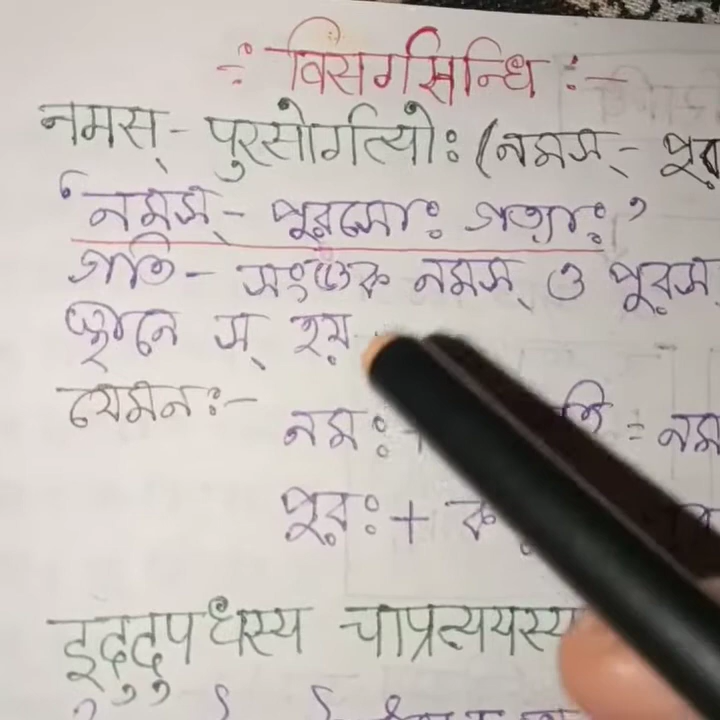 ः विसर्गसन्धि :-
नमस् - पुरसोर्गत्योः (নমস্ - পুর
'নমস্ - পুরসোঃ গত্যোঃ'
গতি - সংজ্ঞক নমস্ ও পুরস্
স্থানে স্ হয়
যেমনঃ-
নমঃ + তি = নম
পুরঃ + ক
इदुदुपधस्य चाप्रत्ययस्य